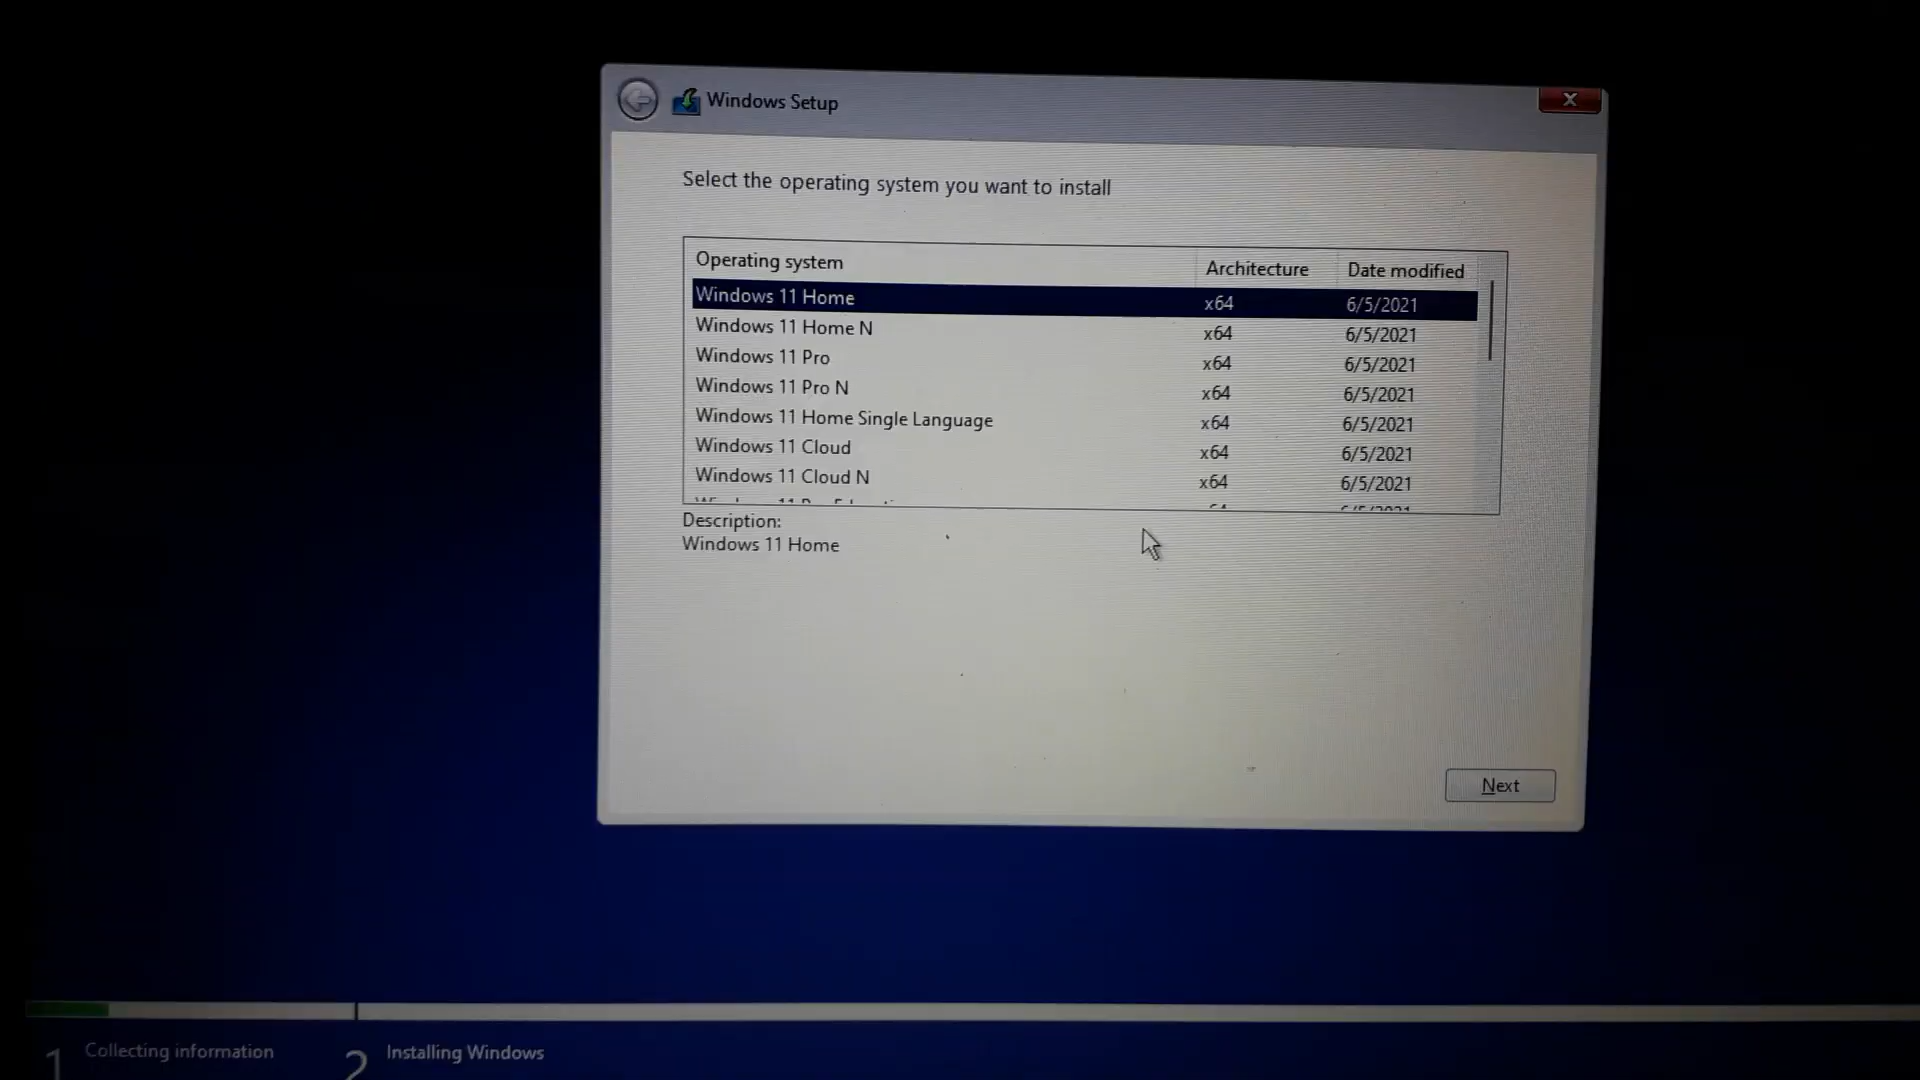 Windows Setup
Select the operating system you want to install
Operating system Architecture Date modified
Windows 11 Home x64 6/5/2021
Windows 11 Home N x64 6/5/2021
Windows 11 Pro x64 6/5/2021
Windows 11 Pro N x64 6/5/2021
Windows 11 Home Single Language x64 6/5/2021
Windows 11 Cloud x64 6/5/2021
Windows 11 Cloud N x64 6/5/2021
Description:
Windows 11 Home
Next
1 Collecting information 2 Installing Windows